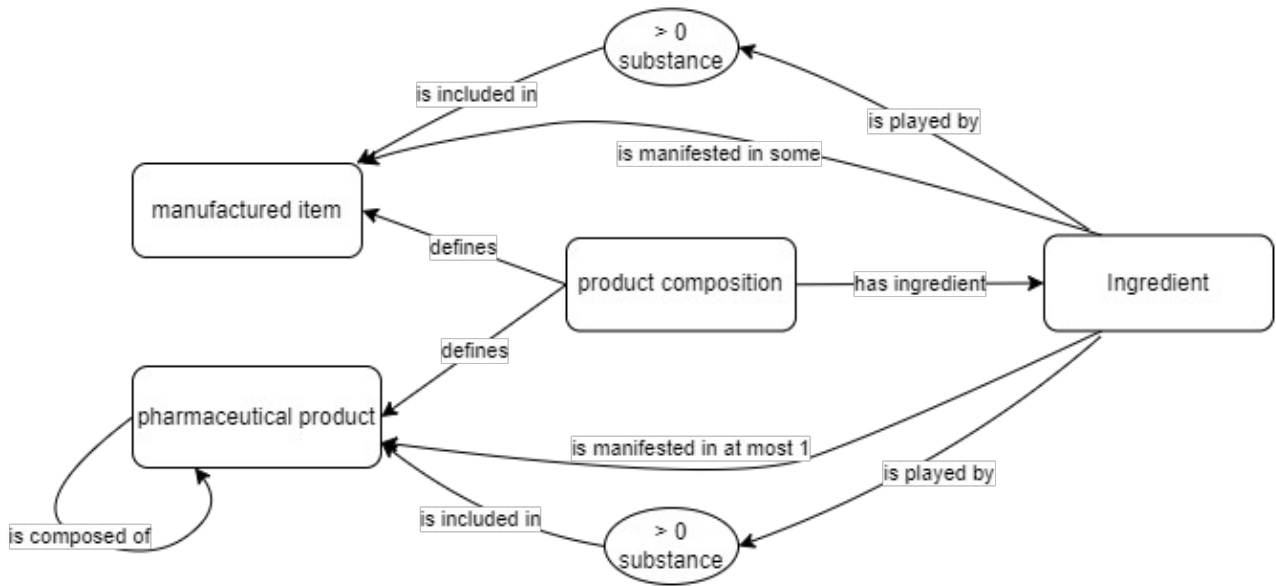 > 0
substance
is included in
is played by
is manifested in some
manufactured item
defines
product composition
has ingredient
Ingredient
defines
pharmaceutical product
is manifested in at most 1
is played by
is included in
is composed of
> 0
substance